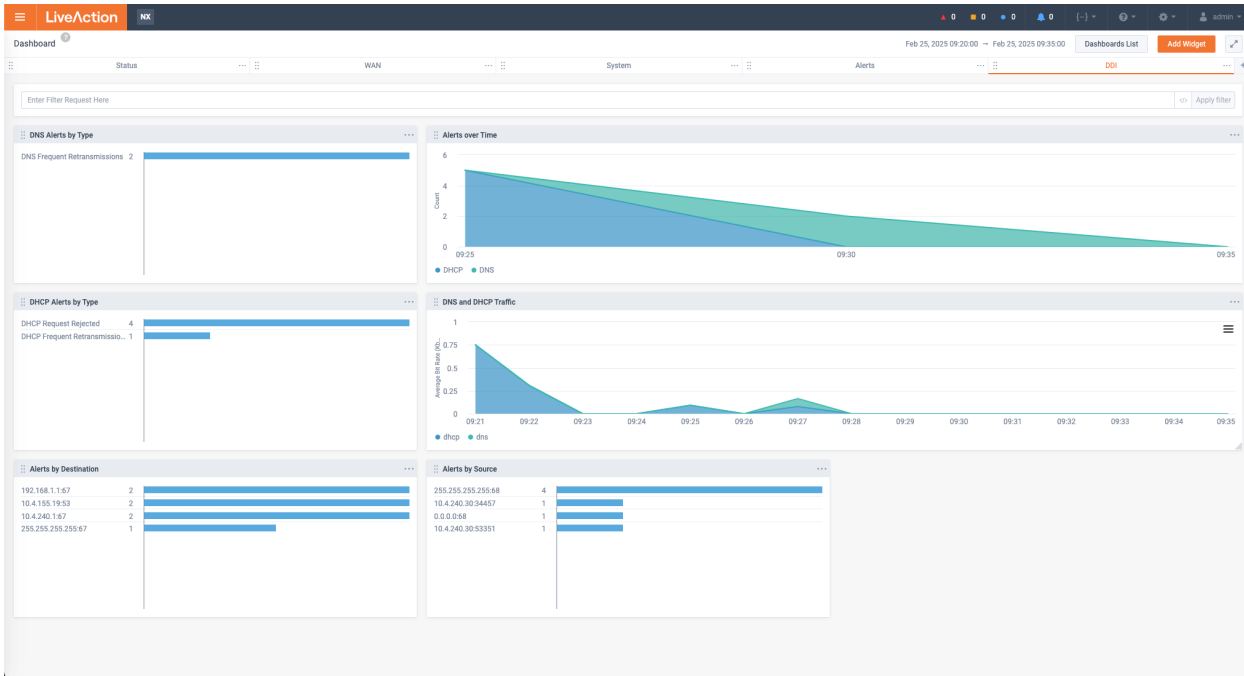 LiveAction NX 0 0 0 0 {--} admin
Dashboard Feb 25, 2025 09:20:00 → Feb 25, 2025 09:35:00 Dashboards List Add Widget
Status WAN System Alerts DDI
Enter Filter Request Here </> Apply filter
DNS Alerts by Type
DNS Frequent Retransmissions 2
Alerts over Time
Count
6
4
2
0
09:25 09:30 09:35
DHCP DNS
DHCP Alerts by Type
DHCP Request Rejected 4
DHCP Frequent Retransmissio... 1
DNS and DHCP Traffic
Average Bit Rate (Kb...
1
0.75
0.5
0.25
0
09:21 09:22 09:23 09:24 09:25 09:26 09:27 09:28 09:29 09:30 09:31 09:32 09:33 09:34 09:35
dhcp dns
Alerts by Destination
192.168.1.1:67 2
10.4.155.19:53 2
10.4.240.1:67 2
255.255.255.255:67 1
Alerts by Source
255.255.255.255:68 4
10.4.240.30:34457 1
0.0.0.0:68 1
10.4.240.30:53351 1